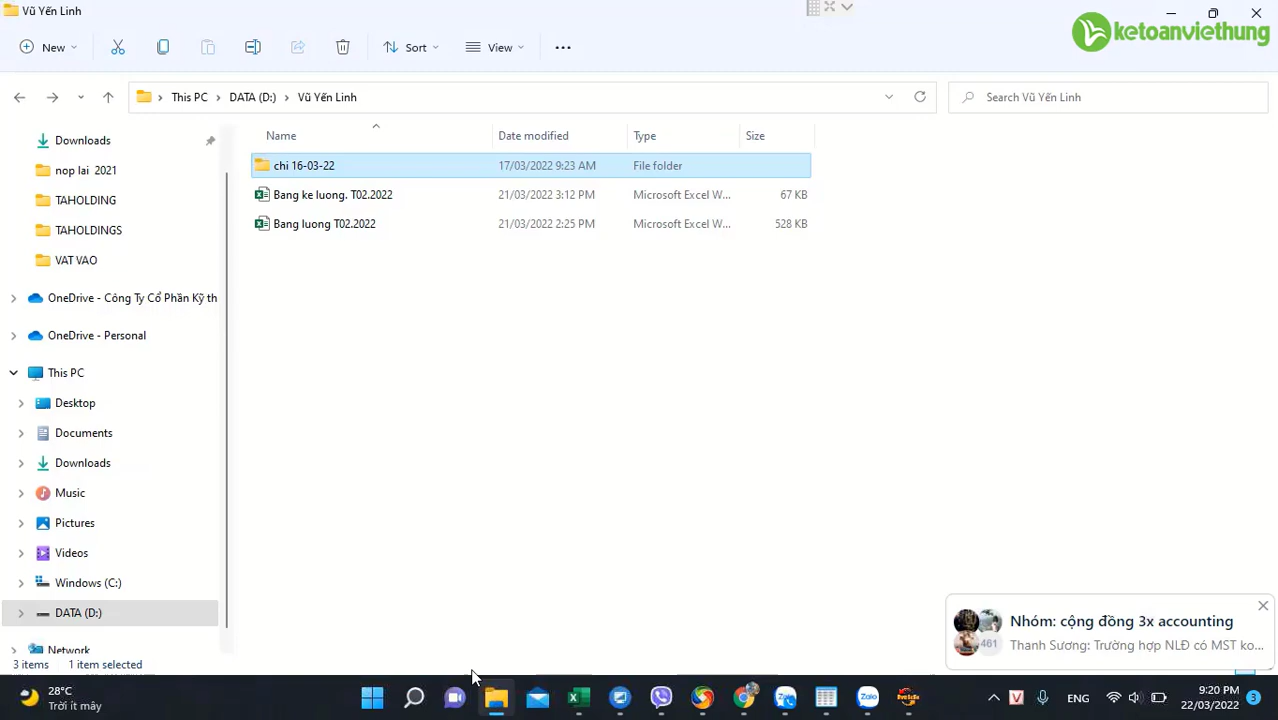 Vũ Yến Linh
ketoanviethung
New
Sort
View
This PC > DATA (D:) > Vũ Yến Linh
Search Vũ Yến Linh
Name Date modified Type Size
chi 16-03-22 17/03/2022 9:23 AM File folder
Bang ke luong. T02.2022 21/03/2022 3:12 PM Microsoft Excel W... 67 KB
Bang luong T02.2022 21/03/2022 2:25 PM Microsoft Excel W... 528 KB
Downloads
nop lai 2021
TAHOLDING
TAHOLDINGS
VAT VAO
OneDrive - Công Ty Cổ Phần Kỹ th
OneDrive - Personal
This PC
Desktop
Documents
Downloads
Music
Pictures
Videos
Windows (C:)
DATA (D:)
Network
3 items 1 item selected
Nhóm: cộng đồng 3x accounting
461
Thanh Sương: Trường hợp NLĐ có MST ko...
28°C
Trời ít mây
Zalo
Zalo
V
ENG
9:20 PM
22/03/2022
3